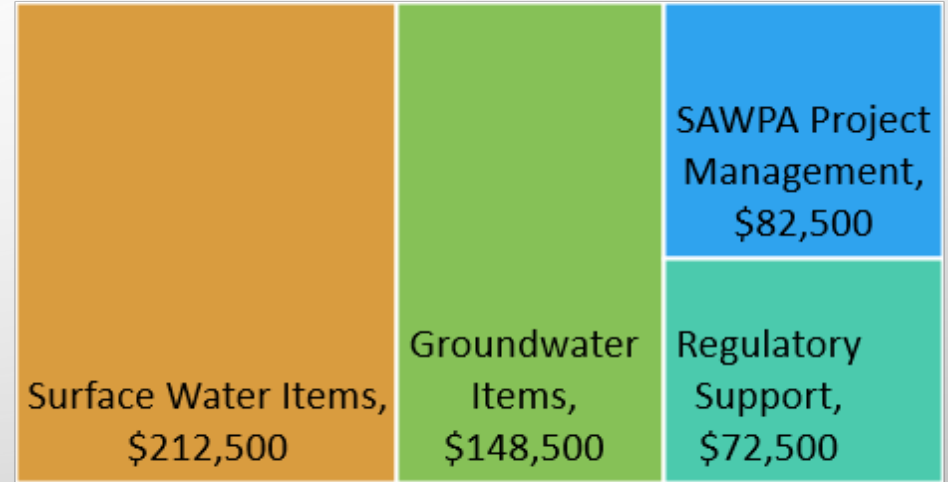 Surface Water Items,
$212,500
Groundwater
Items,
$148,500
SAWPA Project
Management,
$82,500
Regulatory
Support,
$72,500